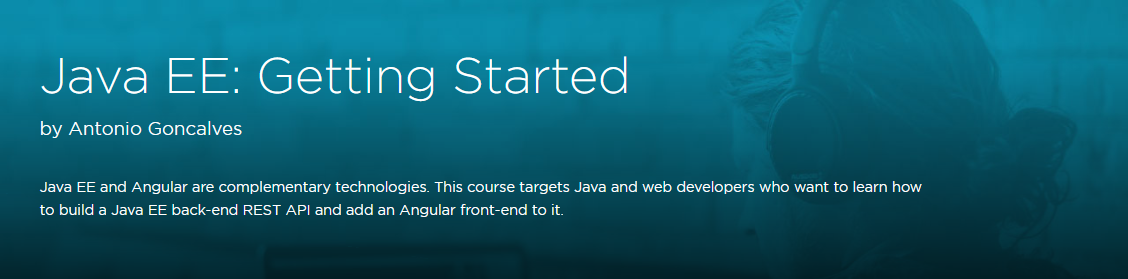 Java EE: Getting Started
by Antonio Goncalves
Java EE and Angular are complementary technologies. This course targets Java and web developers who want to learn how
to build a Java EE back-end REST API and add an Angular front-end to it.